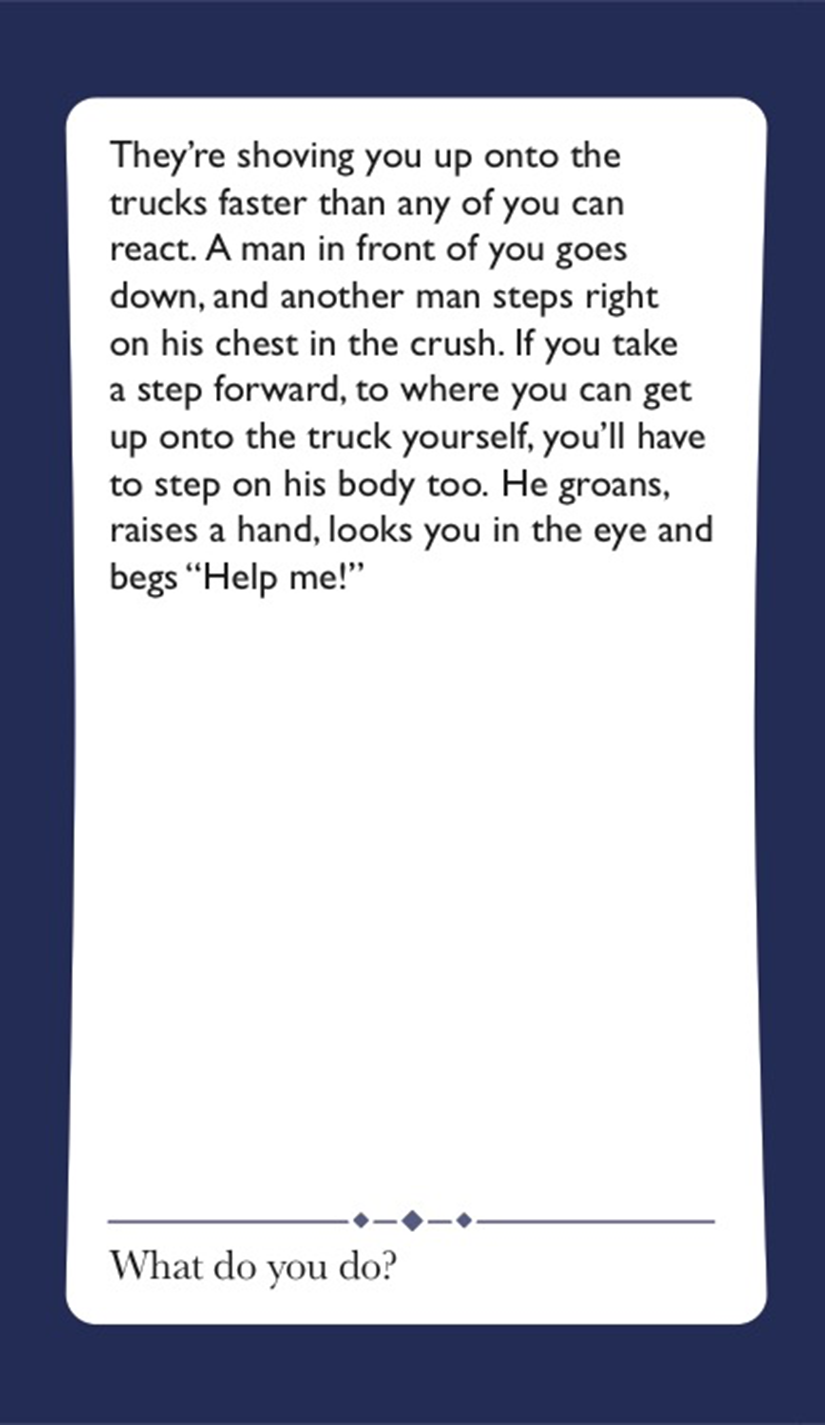 They’re shoving you up onto the
trucks faster than any of you can
react. A man in front of you goes
down, and another man steps right
on his chest in the crush. If you take
a step forward, to where you can get
up onto the truck yourself, you’ll have
to step on his body too. He groans,
raises a hand, looks you in the eye and
begs “Help me!”
What do you do?